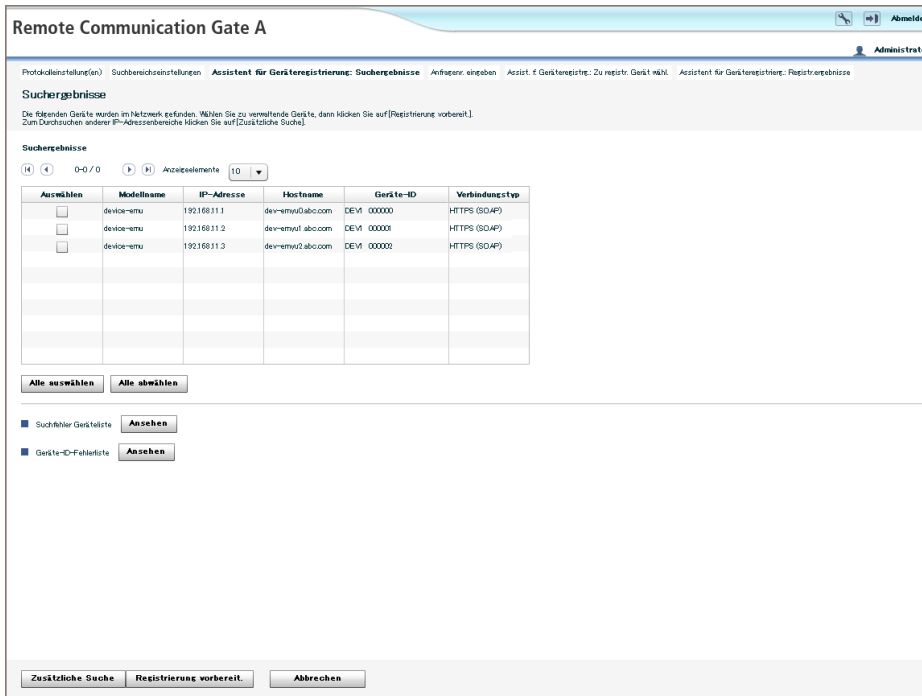 Remote Communication Gate A
Abmelde
Administrato
Protokolleinstellung(en) Suchbereichseinstellungen Assistent für Geräteregistrierung: Suchergebnisse Anfragenr. eingeben Assist. f. Geräteregistrg.: Zu registr. Gerät wähl. Assistent für Geräteregistrierg.: Registr.ergebnisse
Suchergebnisse
Die folgenden Geräte wurden im Netzwerk gefunden. Wählen Sie zu verwaltende Geräte, dann klicken Sie auf [Registrierung vorbereit.].
Zum Durchsuchen anderer IP-Adressenbereiche klicken Sie auf [Zusätzliche Suche].
Suchergebnisse
0-0 / 0 Anzeigeelemente 10
Auswählen Modellname IP-Adresse Hostname Geräte-ID Verbindungstyp
device-emu 192.168.11.1 dev-emyu0.abc.com DEV1 000000 HTTPS (SOAP)
device-emu 192.168.11.2 dev-emyu1.abc.com DEV1 000001 HTTPS (SOAP)
device-emu 192.168.11.3 dev-emyu2.abc.com DEV1 000002 HTTPS (SOAP)
Alle auswählen Alle abwählen
Suchfehler Geräteliste Ansehen
Geräte-ID-Fehlerliste Ansehen
Zusätzliche Suche Registrierung vorbereit. Abbrechen